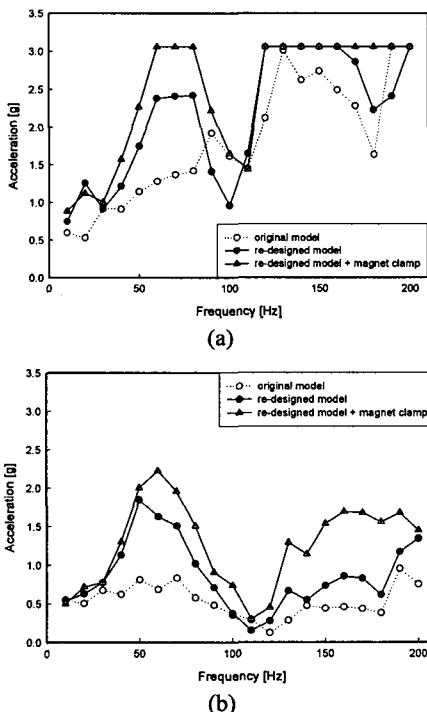 (a)
3.5
3.0
2.5
2.0
1.5
1.0
0.5
0.0
Acceleration [g]
0 50 100 150 200
Frequency [Hz]
original model
re-designed model
re-designed model + magnet clamp
(a)
3.5
3.0
2.5
2.0
1.5
1.0
0.5
0.0
Acceleration [g]
0 50 100 150 200
Frequency [Hz]
original model
re-designed model
re-designed model + magnet clamp
(b)